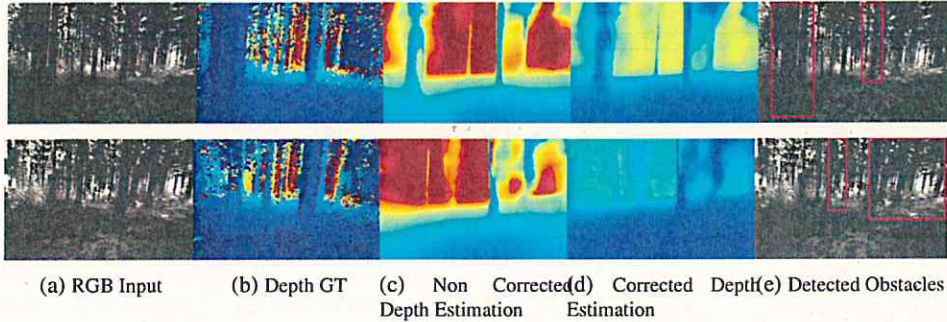 (a) RGB Input
(b) Depth GT
(c) Non Corrected
Depth Estimation
(d) Corrected Depth
Estimation
(e) Detected Obstacles